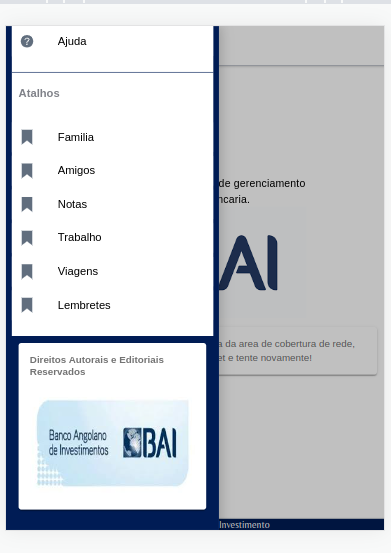 Ajuda
Atalhos
Familia
Amigos
Notas
Trabalho
Viagens
Lembretes
Direitos Autorais e Editoriais
Reservados
Banco Angolano
de Investimentos
BAI
de gerenciamento
ncaria.
AI
a da area de cobertura de rede,
et e tente novamente!
Investimento